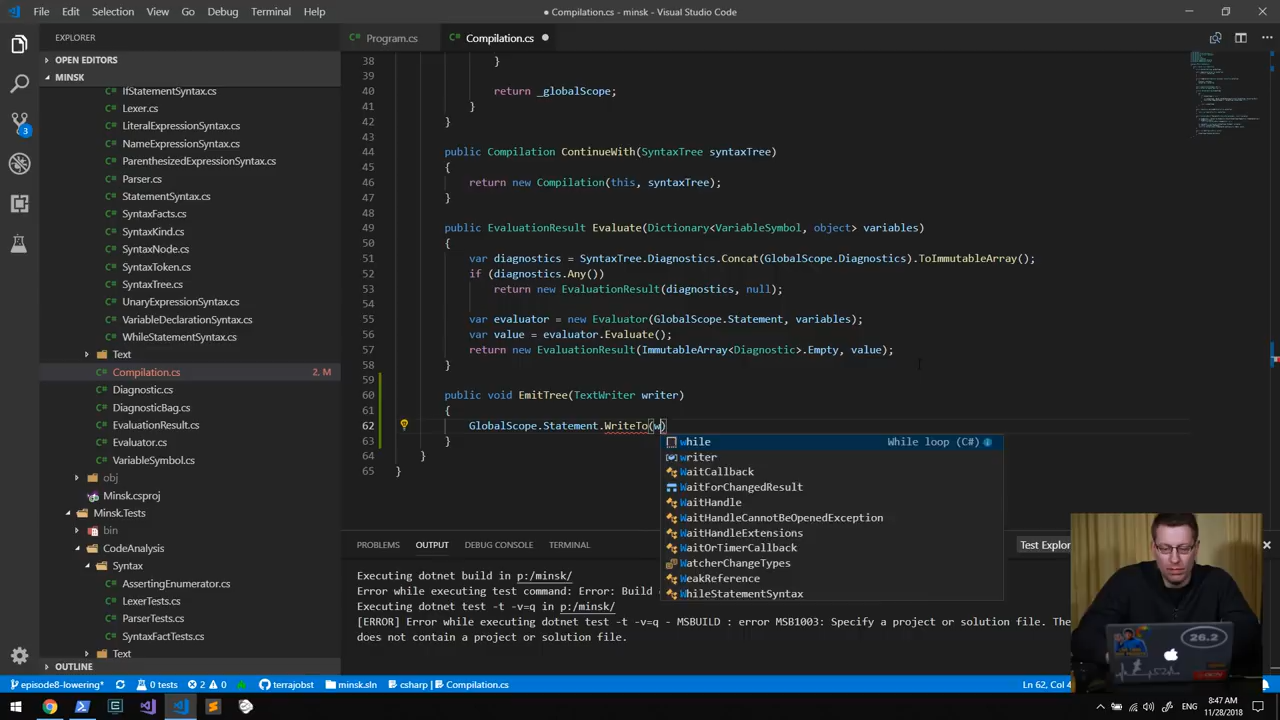 File Edit Selection View Go Debug Terminal Help
● Compilation.cs - minsk - Visual Studio Code
EXPLORER
Program.cs
Compilation.cs ●
OPEN EDITORS
MINSK
IfStatementSyntax.cs
Lexer.cs
LiteralExpressionSyntax.cs
NameExpressionSyntax.cs
ParenthesizedExpressionSyntax.cs
Parser.cs
StatementSyntax.cs
SyntaxFacts.cs
SyntaxKind.cs
SyntaxNode.cs
SyntaxToken.cs
SyntaxTree.cs
UnaryExpressionSyntax.cs
VariableDeclarationSyntax.cs
WhileStatementSyntax.cs
Text
Compilation.cs 2, M
Diagnostic.cs
DiagnosticBag.cs
EvaluationResult.cs
Evaluator.cs
VariableSymbol.cs
obj
Minsk.csproj
Minsk.Tests
bin
CodeAnalysis
Syntax
AssertingEnumerator.cs
LexerTests.cs
ParserTests.cs
SyntaxFactTests.cs
Text
OUTLINE
3
38 }
39
40 return _globalScope;
41 }
42
43
44 public Compilation ContinueWith(SyntaxTree syntaxTree)
45 {
46 return new Compilation(this, syntaxTree);
47 }
48
49 public EvaluationResult Evaluate(Dictionary<VariableSymbol, object> variables)
50 {
51 var diagnostics = SyntaxTree.Diagnostics.Concat(GlobalScope.Diagnostics).ToImmutableArray();
52 if (diagnostics.Any())
53 return new EvaluationResult(diagnostics, null);
54
55 var evaluator = new Evaluator(GlobalScope.Statement, variables);
56 var value = evaluator.Evaluate();
57 return new EvaluationResult(ImmutableArray<Diagnostic>.Empty, value);
58 }
59
60 public void EmitTree(TextWriter writer)
61 {
62 GlobalScope.Statement.WriteTo(w)
63 }
64 }
65 }
while While loop (C#)
writer
WaitCallback
WaitForChangedResult
WaitHandle
WaitHandleCannotBeOpenedException
WaitHandleExtensions
WaitOrTimerCallback
WatcherChangeTypes
WeakReference
WhileStatementSyntax
PROBLEMS OUTPUT DEBUG CONSOLE TERMINAL
Test Explor
Executing dotnet build in p:/minsk/
Error while executing test command: Error: Build
Executing dotnet test -t -v=q in p:/minsk/
[ERROR] Error while executing dotnet test -t -v=q - MSBUILD : error MSB1003: Specify a project or solution file. The
does not contain a project or solution file.
26.2
episode8-lowering* 0 tests 2 0 terrajobst minsk.sln csharp Compilation.cs
Ln 62, Col 4
ENG
8:47 AM
11/28/2018